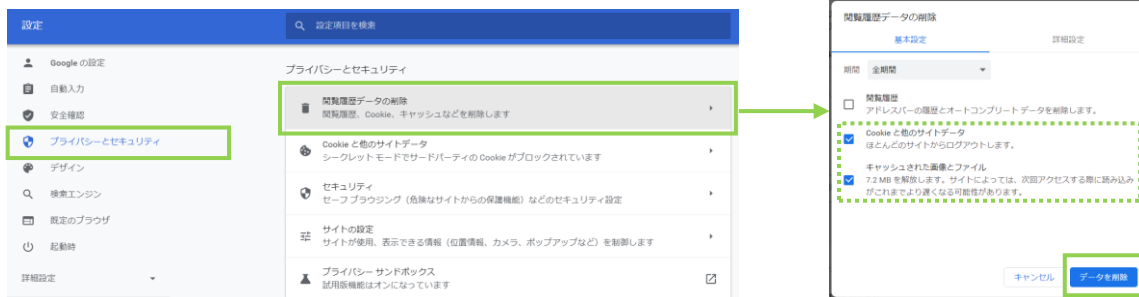 設定
設定項目を検索
Google の設定
自動入力
安全確認
プライバシーとセキュリティ
デザイン
検索エンジン
既定のブラウザ
起動時
詳細設定
プライバシーとセキュリティ
閲覧履歴データの削除
閲覧履歴、Cookie、キャッシュなどを削除します
Cookie と他のサイトデータ
シークレット モードでサードパーティの Cookie がブロックされています
セキュリティ
セーフ ブラウジング（危険なサイトからの保護機能）などのセキュリティ設定
サイトの設定
サイトが使用、表示できる情報（位置情報、カメラ、ポップアップなど）を制御します
プライバシー サンドボックス
試用版機能はオンになっています
閲覧履歴データの削除
基本設定
詳細設定
期間 全期間
閲覧履歴
アドレスバーの履歴とオートコンプリート データを削除します。
Cookie と他のサイトデータ
ほとんどのサイトからログアウトします。
キャッシュされた画像とファイル
7.2 MB を解放します。サイトによっては、次回アクセスする際に読み込み
がこれまでより遅くなる可能性があります。
キャンセル
データを削除